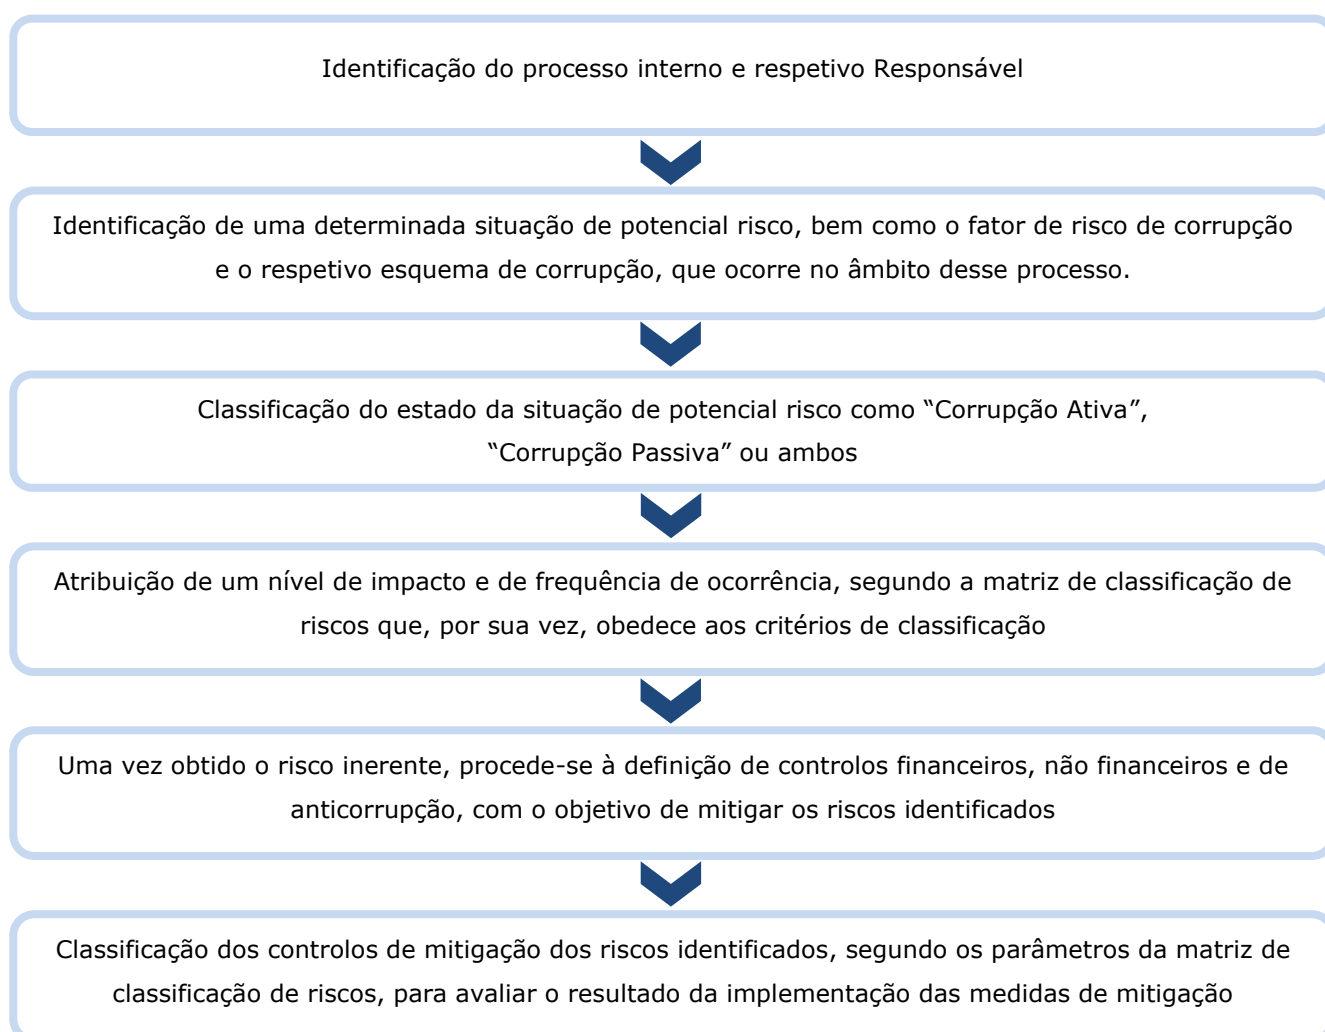 Identificação do processo interno e respetivo Responsável
Identificação de uma determinada situação de potencial risco, bem como o fator de risco de corrupção
e o respetivo esquema de corrupção, que ocorre no âmbito desse processo.
Classificação do estado da situação de potencial risco como “Corrupção Ativa”,
“Corrupção Passiva” ou ambos
Atribuição de um nível de impacto e de frequência de ocorrência, segundo a matriz de classificação de
riscos que, por sua vez, obedece aos critérios de classificação
Uma vez obtido o risco inerente, procede-se à definição de controlos financeiros, não financeiros e de
anticorrupção, com o objetivo de mitigar os riscos identificados
Classificação dos controlos de mitigação dos riscos identificados, segundo os parâmetros da matriz de
classificação de riscos, para avaliar o resultado da implementação das medidas de mitigação